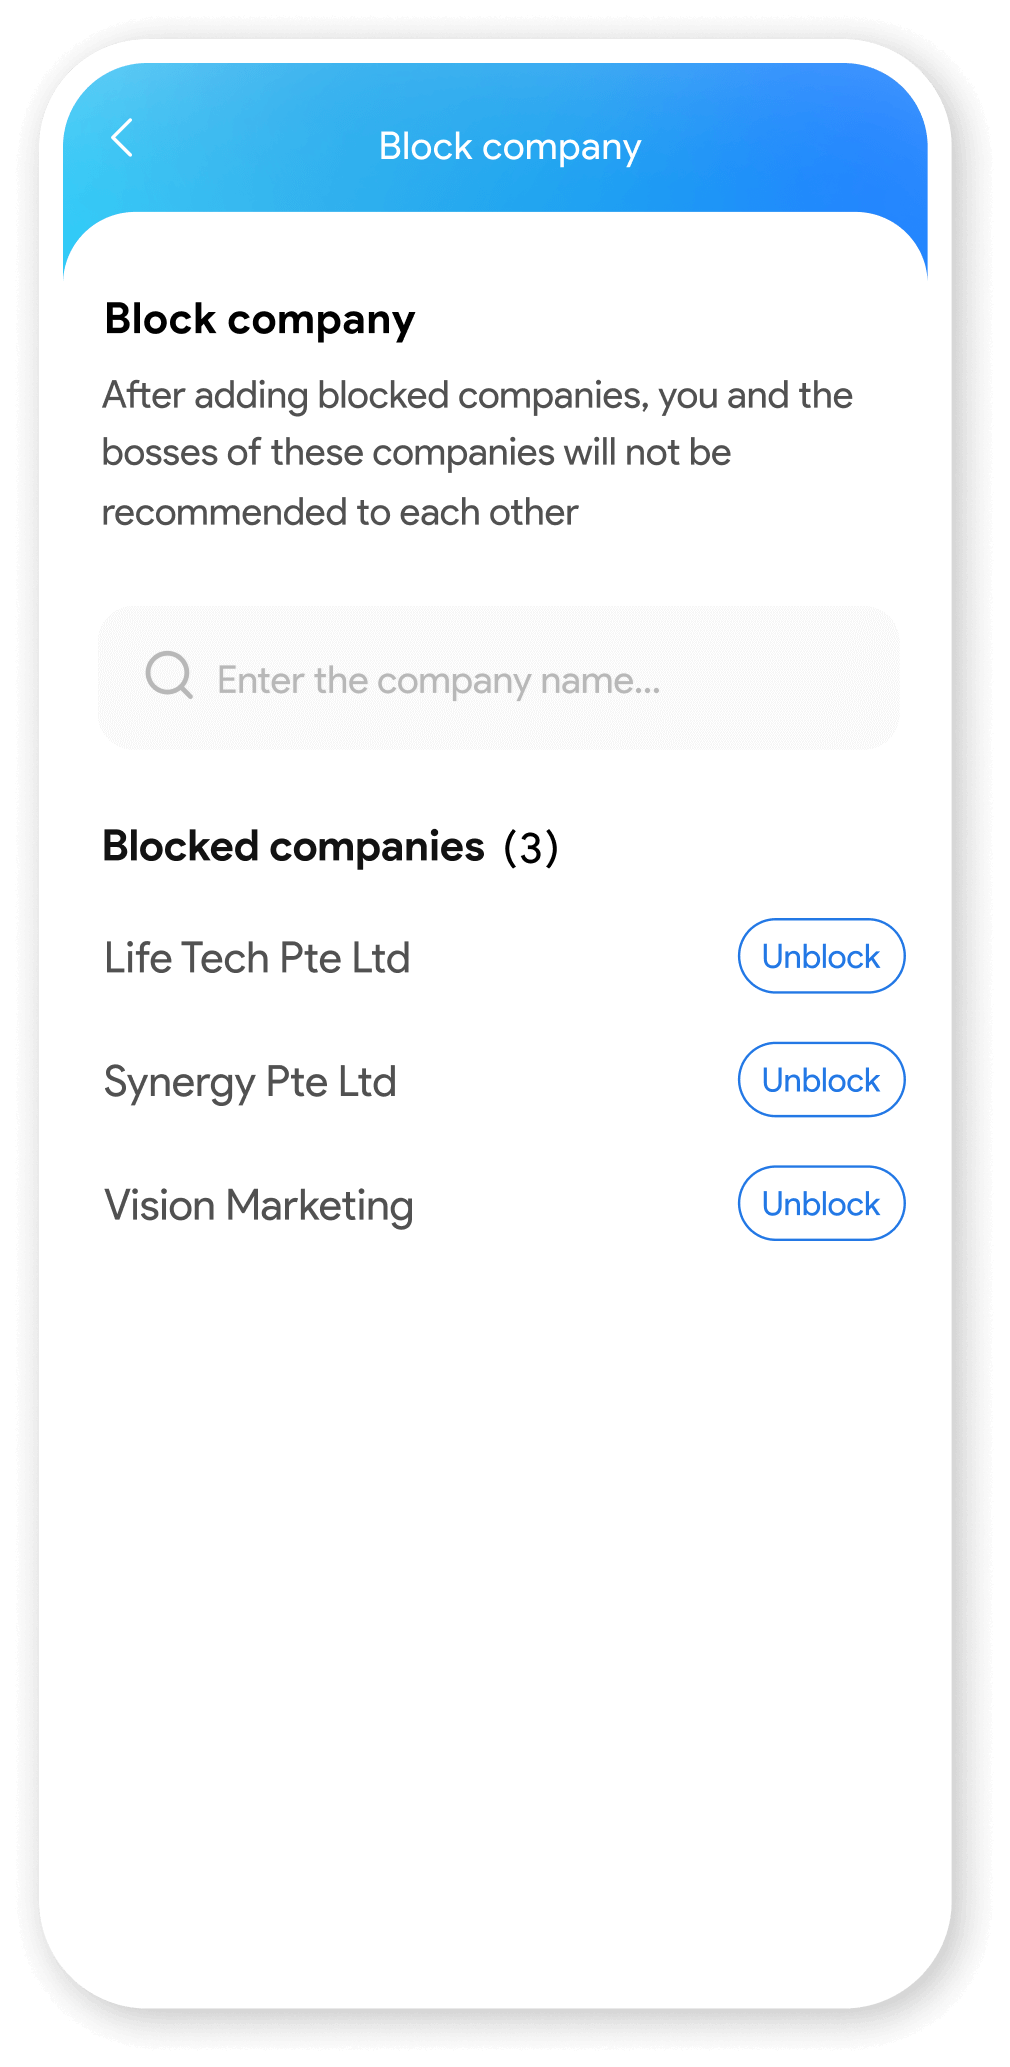 Block company
Block company
After adding blocked companies, you and the
bosses of these companies will not be
recommended to each other
Enter the company name...
Blocked companies (3)
Life Tech Pte Ltd Unblock
Synergy Pte Ltd Unblock
Vision Marketing Unblock